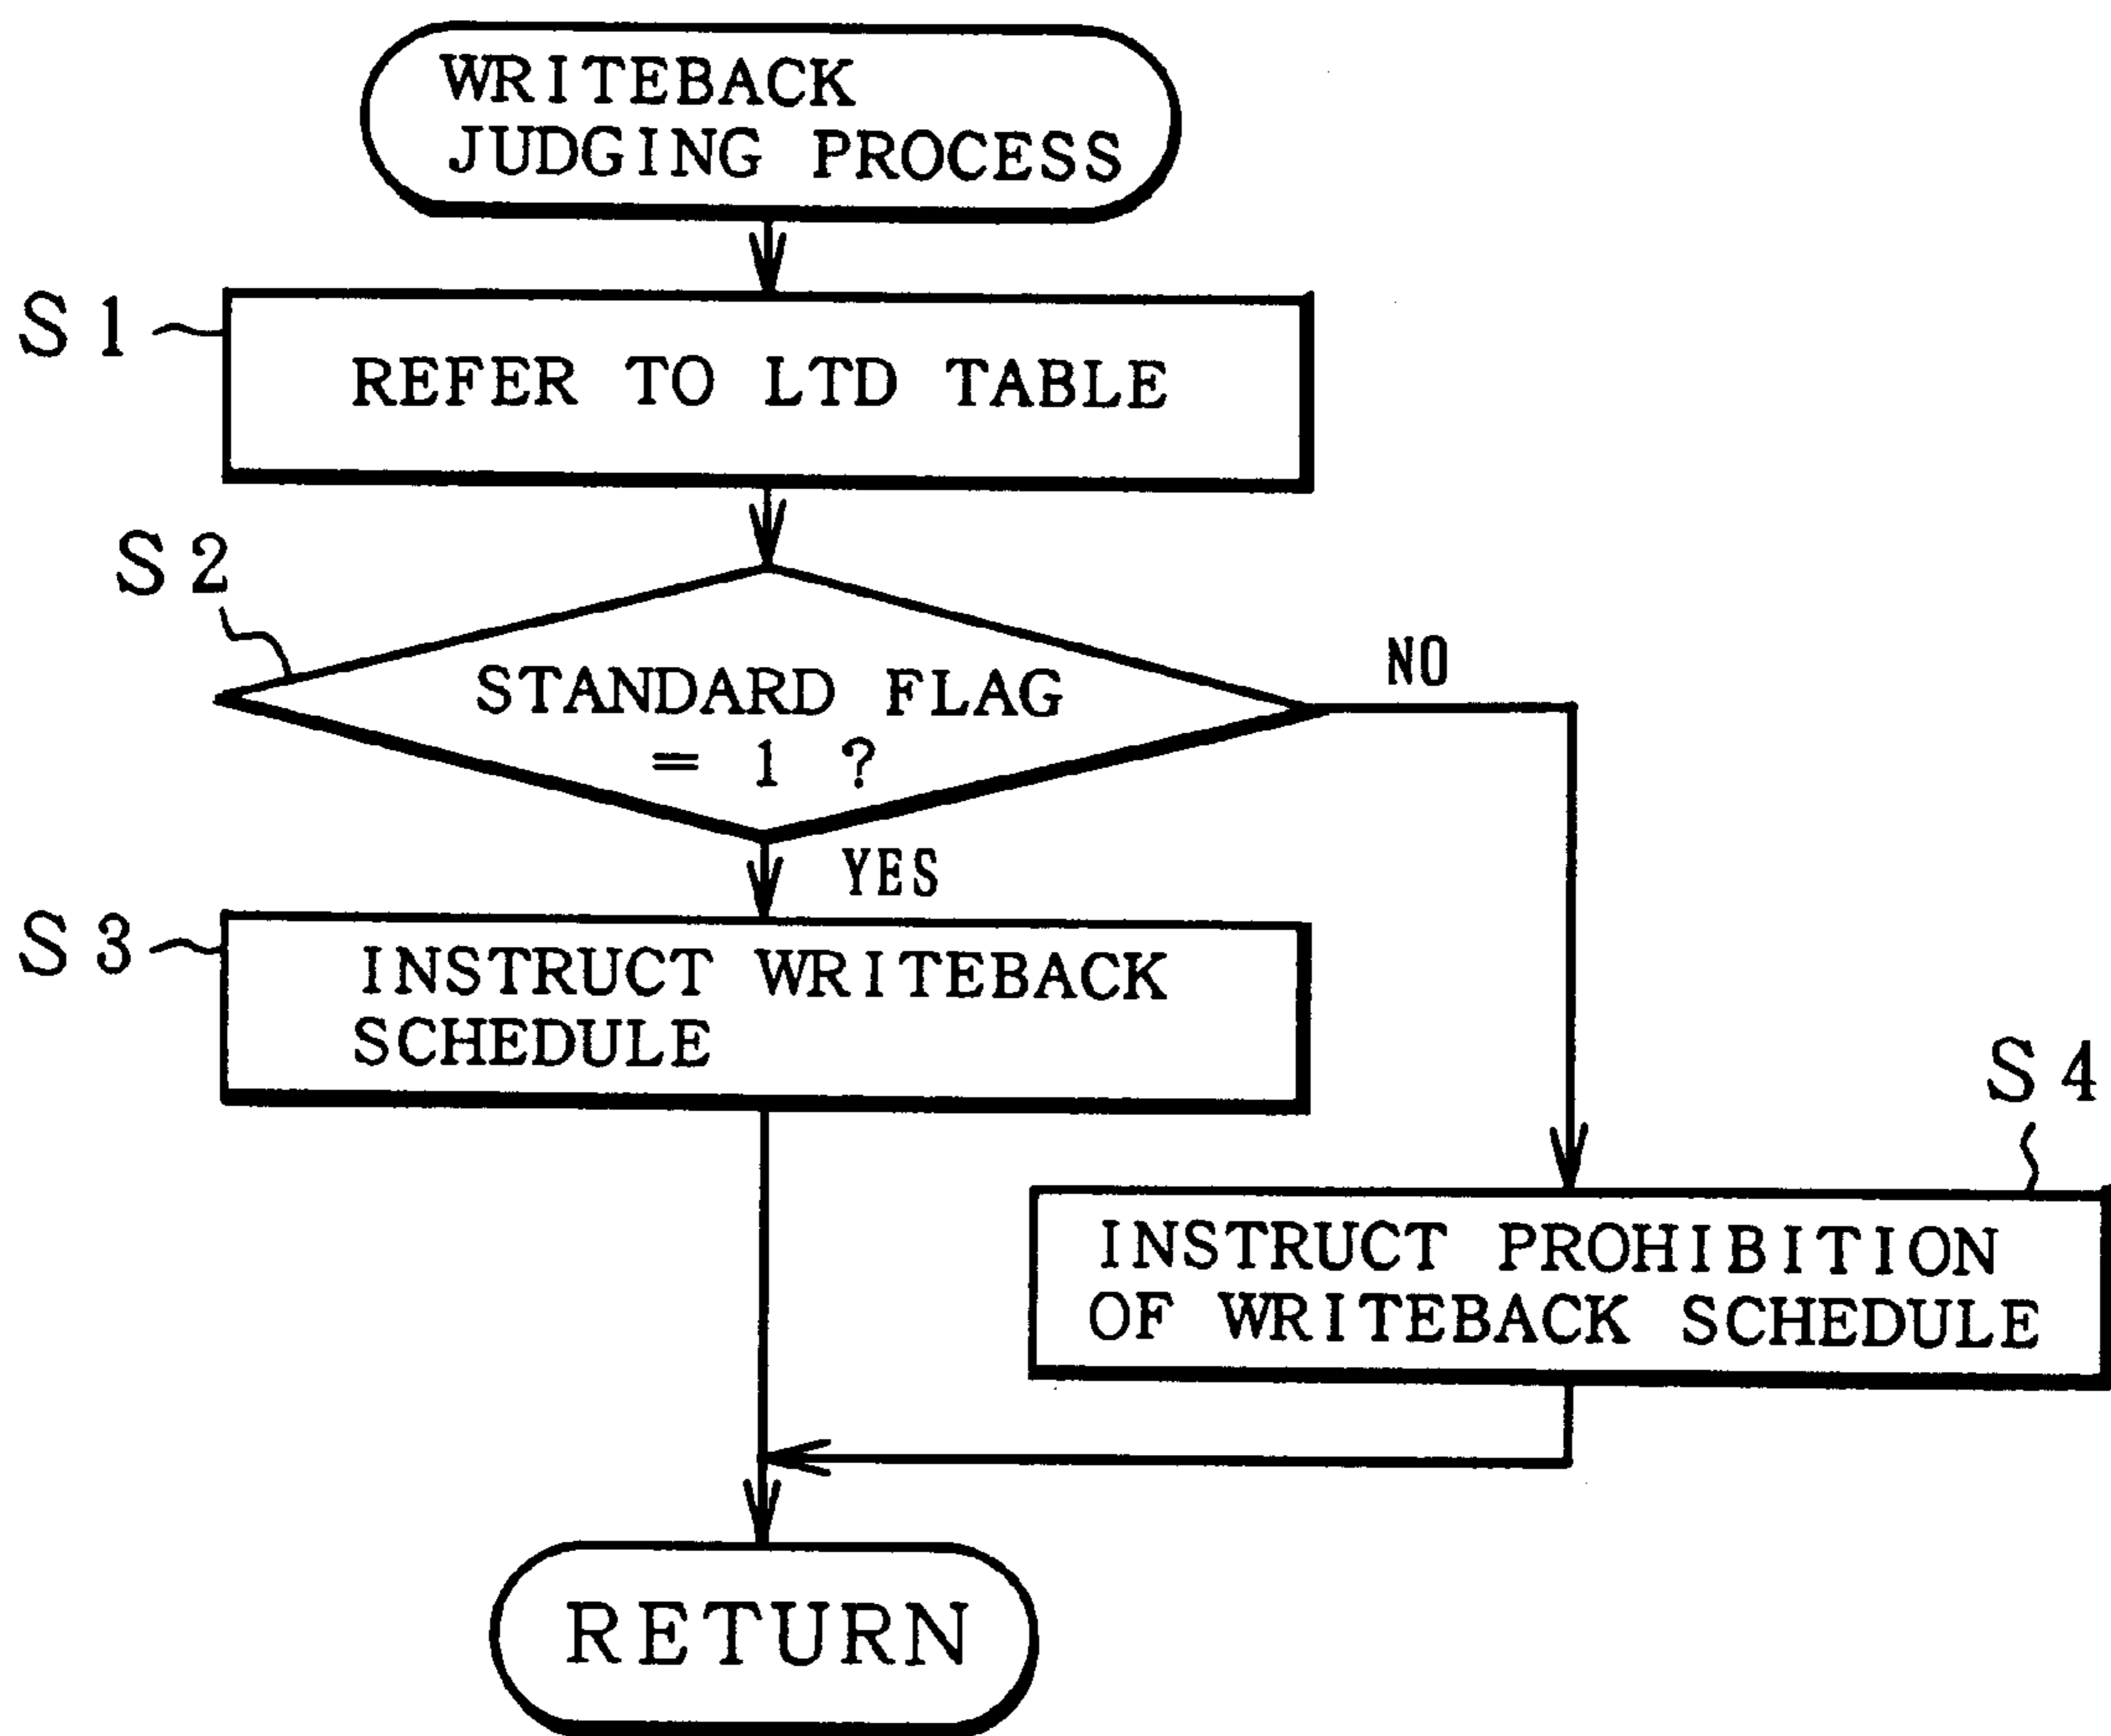 WRITEBACK
JUDGING PROCESS
S1
REFER TO LTD TABLE
S2
STANDARD FLAG
= 1 ?
NO
YES
S3
INSTRUCT WRITEBACK
SCHEDULE
S4
INSTRUCT PROHIBITION
OF WRITEBACK SCHEDULE
RETURN